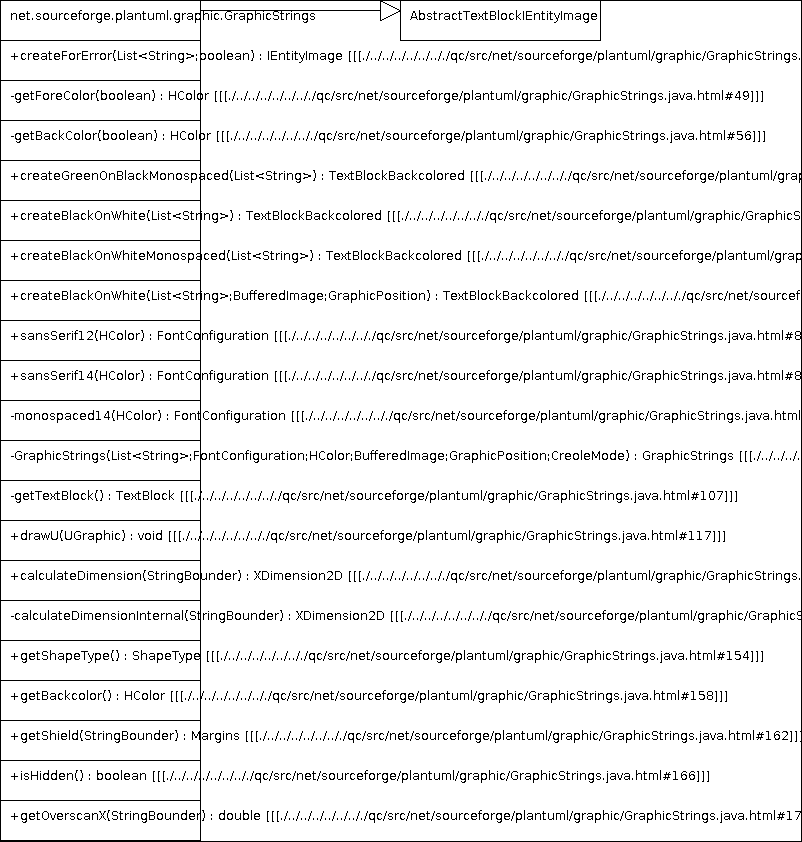 net.sourceforge.plantuml.graphic.GraphicStrings
AbstractTextBlockIEntityImage
+createForError(List<String>;boolean) : IEntityImage [[[./../../../../../../qc/src/net/sourceforge/plantuml/graphic/GraphicStrings.
-getForeColor(boolean) : HColor [[[./../../../../../../qc/src/net/sourceforge/plantuml/graphic/GraphicStrings.java.html#49]]]
-getBackColor(boolean) : HColor [[[./../../../../../../qc/src/net/sourceforge/plantuml/graphic/GraphicStrings.java.html#56]]]
+createGreenOnBlackMonospaced(List<String>) : TextBlockBackcolored [[[./../../../../../../qc/src/net/sourceforge/plantuml/grap
+createBlackOnWhite(List<String>) : TextBlockBackcolored [[[./../../../../../../qc/src/net/sourceforge/plantuml/graphic/GraphicS
+createBlackOnWhiteMonospaced(List<String>) : TextBlockBackcolored [[[./../../../../../../qc/src/net/sourceforge/plantuml/grap
+createBlackOnWhite(List<String>;BufferedImage;GraphicPosition) : TextBlockBackcolored [[[./../../../../../../qc/src/net/sourcef
+sansSerif12(HColor) : FontConfiguration [[[./../../../../../../qc/src/net/sourceforge/plantuml/graphic/GraphicStrings.java.html#8
+sansSerif14(HColor) : FontConfiguration [[[./../../../../../../qc/src/net/sourceforge/plantuml/graphic/GraphicStrings.java.html#8
-monospaced14(HColor) : FontConfiguration [[[./../../../../../../qc/src/net/sourceforge/plantuml/graphic/GraphicStrings.java.html
-GraphicStrings(List<String>;FontConfiguration;HColor;BufferedImage;GraphicPosition;CreoleMode) : GraphicStrings [[[./../../../.
-getTextBlock() : TextBlock [[[./../../../../../../qc/src/net/sourceforge/plantuml/graphic/GraphicStrings.java.html#107]]]
+drawU(UGraphic) : void [[[./../../../../../../qc/src/net/sourceforge/plantuml/graphic/GraphicStrings.java.html#117]]]
+calculateDimension(StringBounder) : XDimension2D [[[./../../../../../../qc/src/net/sourceforge/plantuml/graphic/GraphicStrings.
-calculateDimensionInternal(StringBounder) : XDimension2D [[[./../../../../../../qc/src/net/sourceforge/plantuml/graphic/GraphicS
+getShapeType() : ShapeType [[[./../../../../../../qc/src/net/sourceforge/plantuml/graphic/GraphicStrings.java.html#154]]]
+getBackcolor() : HColor [[[./../../../../../../qc/src/net/sourceforge/plantuml/graphic/GraphicStrings.java.html#158]]]
+getShield(StringBounder) : Margins [[[./../../../../../../qc/src/net/sourceforge/plantuml/graphic/GraphicStrings.java.html#162]]]
+isHidden() : boolean [[[./../../../../../../qc/src/net/sourceforge/plantuml/graphic/GraphicStrings.java.html#166]]]
+getOverscanX(StringBounder) : double [[[./../../../../../../qc/src/net/sourceforge/plantuml/graphic/GraphicStrings.java.html#17